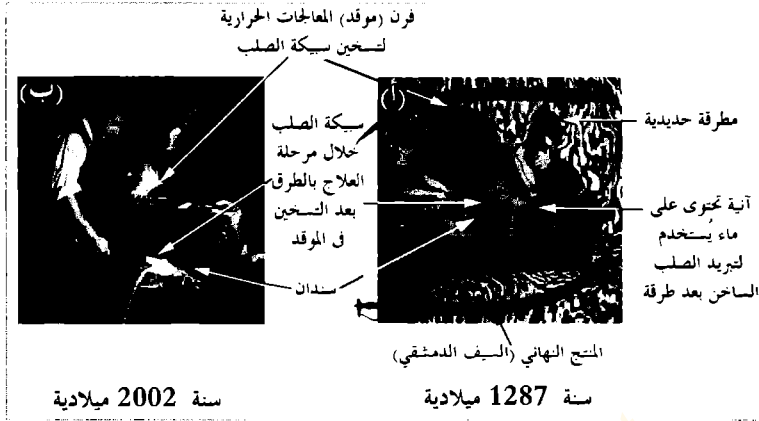 فرن (موقد) المعالجات الحرارية
لتسخين سبيكة الصلب
(أ)
(ب)
مطرقة حديدية
سبيكة الصلب
خلال مرحلة
العلاج بالطرق
بعد التسخين
فى الموقد
آنية تحتوى على
ماء يُستخدم
لتبريد الصلب
الساخن بعد طرقة
سندان
المنتج النهائي (السيف الدمشقي)
سنة 1287 ميلادية
سنة 2002 ميلادية